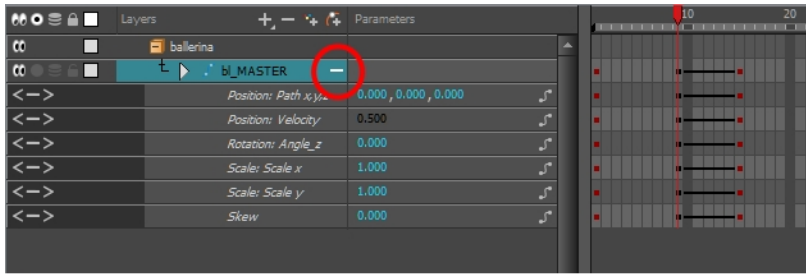 Layers Parameters 10 20
ballerina
bl_MASTER
Position: Path x,y,z 0.000 , 0.000 , 0.000
Position: Velocity 0.500
Rotation: Angle_z 0.000
Scale: Scale x 1.000
Scale: Scale y 1.000
Skew 0.000